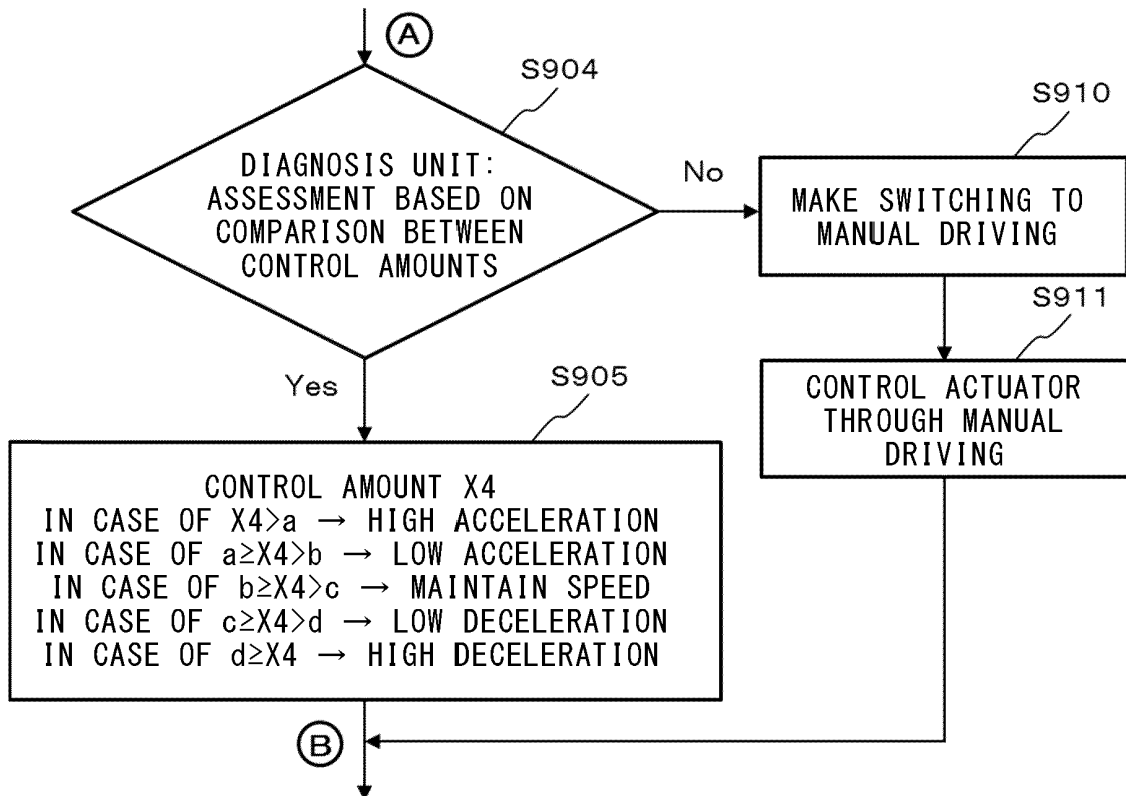 A
S904
DIAGNOSIS UNIT:
ASSESSMENT BASED ON
COMPARISON BETWEEN
CONTROL AMOUNTS
No
S910
MAKE SWITCHING TO
MANUAL DRIVING
S911
CONTROL ACTUATOR
THROUGH MANUAL
DRIVING
Yes
S905
CONTROL AMOUNT X4
IN CASE OF X4>a → HIGH ACCELERATION
IN CASE OF a≥X4>b → LOW ACCELERATION
IN CASE OF b≥X4>c → MAINTAIN SPEED
IN CASE OF c≥X4>d → LOW DECELERATION
IN CASE OF d≥X4 → HIGH DECELERATION
B